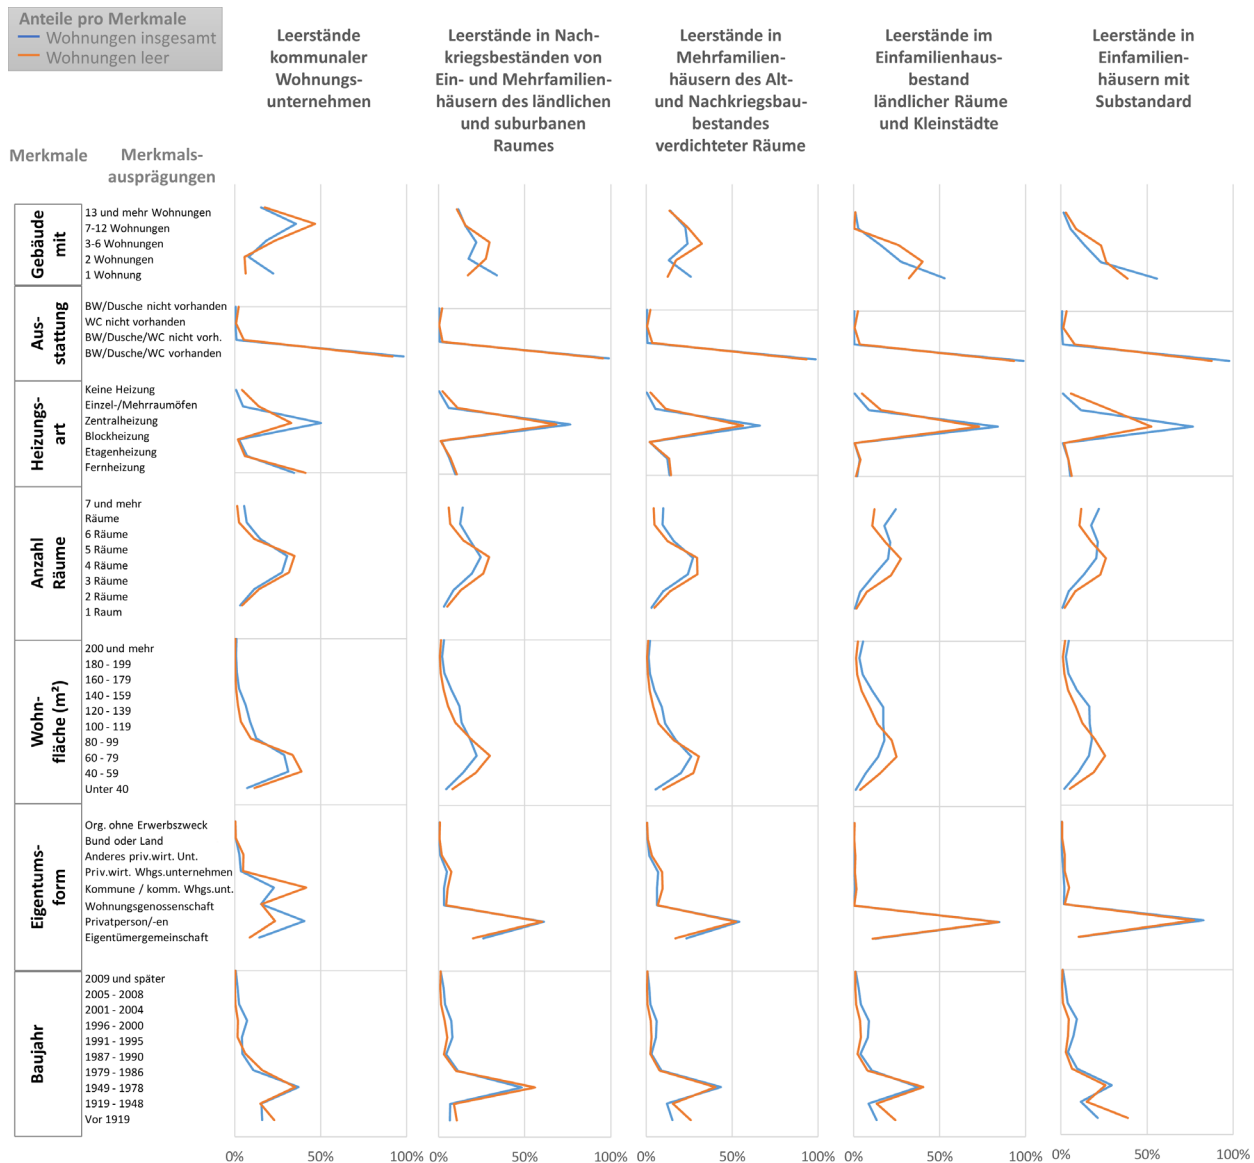 Anteile pro Merkmale
Wohnungen insgesamt
Wohnungen leer
Leerstände
kommunaler
Wohnungs-
unternehmen
Leerstände in Nach-
kriegsbeständen von
Ein- und Mehrfamilien-
häusern des ländlichen
und suburbanen
Raumes
Leerstände in
Mehrfamilien-
häusern des Alt-
und Nachkriegsbau-
bestandes
verdichteter Räume
Leerstände im
Einfamilienhaus-
bestand
ländlicher Räume
und Kleinstädte
Leerstände in
Einfamilien-
häusern mit
Substandard
Merkmale
Merkmals-
ausprägungen
Gebäude
mit
13 und mehr Wohnungen
7-12 Wohnungen
3-6 Wohnungen
2 Wohnungen
1 Wohnung
Aus-
stattung
BW/Dusche nicht vorhanden
WC nicht vorhanden
BW/Dusche/WC nicht vorh.
BW/Dusche/WC vorhanden
Heizungs-
art
Keine Heizung
Einzel-/Mehrraumöfen
Zentralheizung
Blockheizung
Etagenheizung
Fernheizung
Anzahl
Räume
7 und mehr
Räume
6 Räume
5 Räume
4 Räume
3 Räume
2 Räume
1 Raum
Wohn-
fläche (m²)
200 und mehr
180 - 199
160 - 179
140 - 159
120 - 139
100 - 119
80 - 99
60 - 79
40 - 59
Unter 40
Eigentums-
form
Org. ohne Erwerbszweck
Bund oder Land
Anderes priv.wirt. Unt.
Priv.wirt. Whgs.unternehmen
Kommune / komm. Whgs.unt.
Wohnungsgenossenschaft
Privatperson/-en
Eigentümergemeinschaft
Baujahr
2009 und später
2005 - 2008
2001 - 2004
1996 - 2000
1991 - 1995
1987 - 1990
1979 - 1986
1949 - 1978
1919 - 1948
Vor 1919
0% 50% 100% 0% 50% 100% 0% 50% 100% 0% 50% 100% 0% 50% 100%